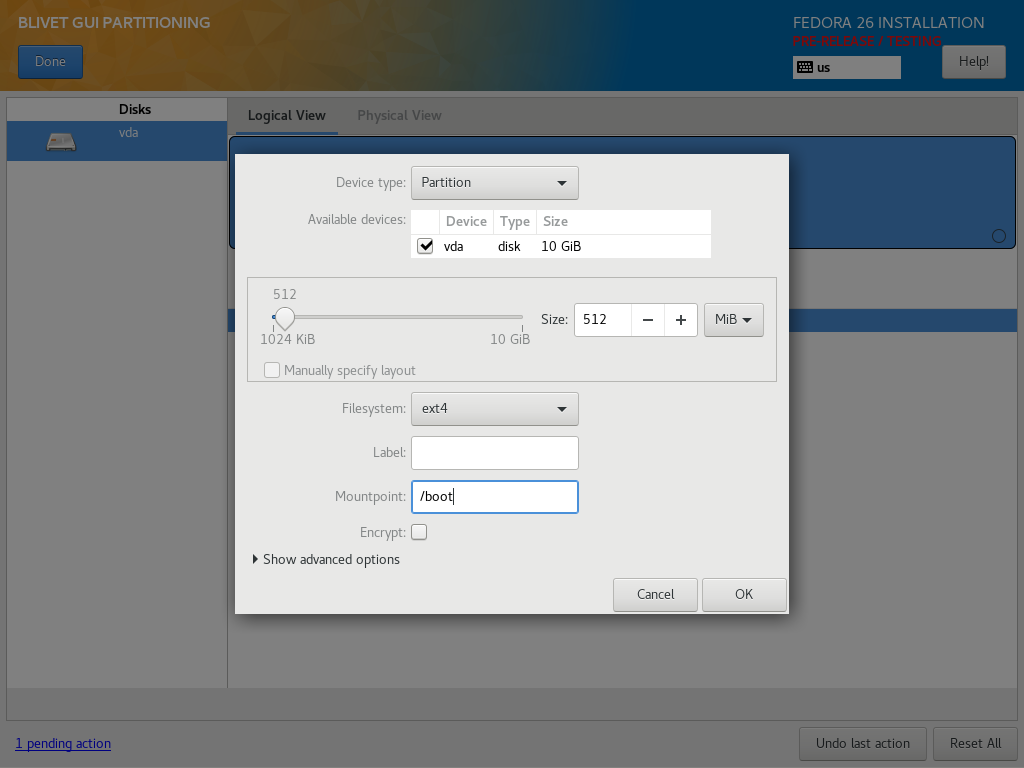 BLIVET GUI PARTITIONING
FEDORA 26 INSTALLATION
PRE-RELEASE / TESTING
Done
us
Help!
Disks
vda
Logical View
Physical View
Device type:
Partition
Available devices:
Device Type Size
vda disk 10 GiB
512
1024 KiB
10 GiB
Size:
512
MiB
Manually specify layout
Filesystem:
ext4
Label:
Mountpoint:
/boot
Encrypt:
Show advanced options
Cancel
OK
1 pending action
Undo last action
Reset All